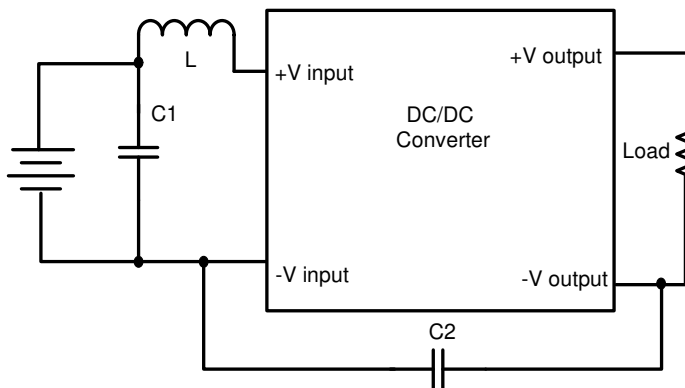 L
+V input
+V output
C1
DC/DC
Converter
Load
-V input
-V output
C2